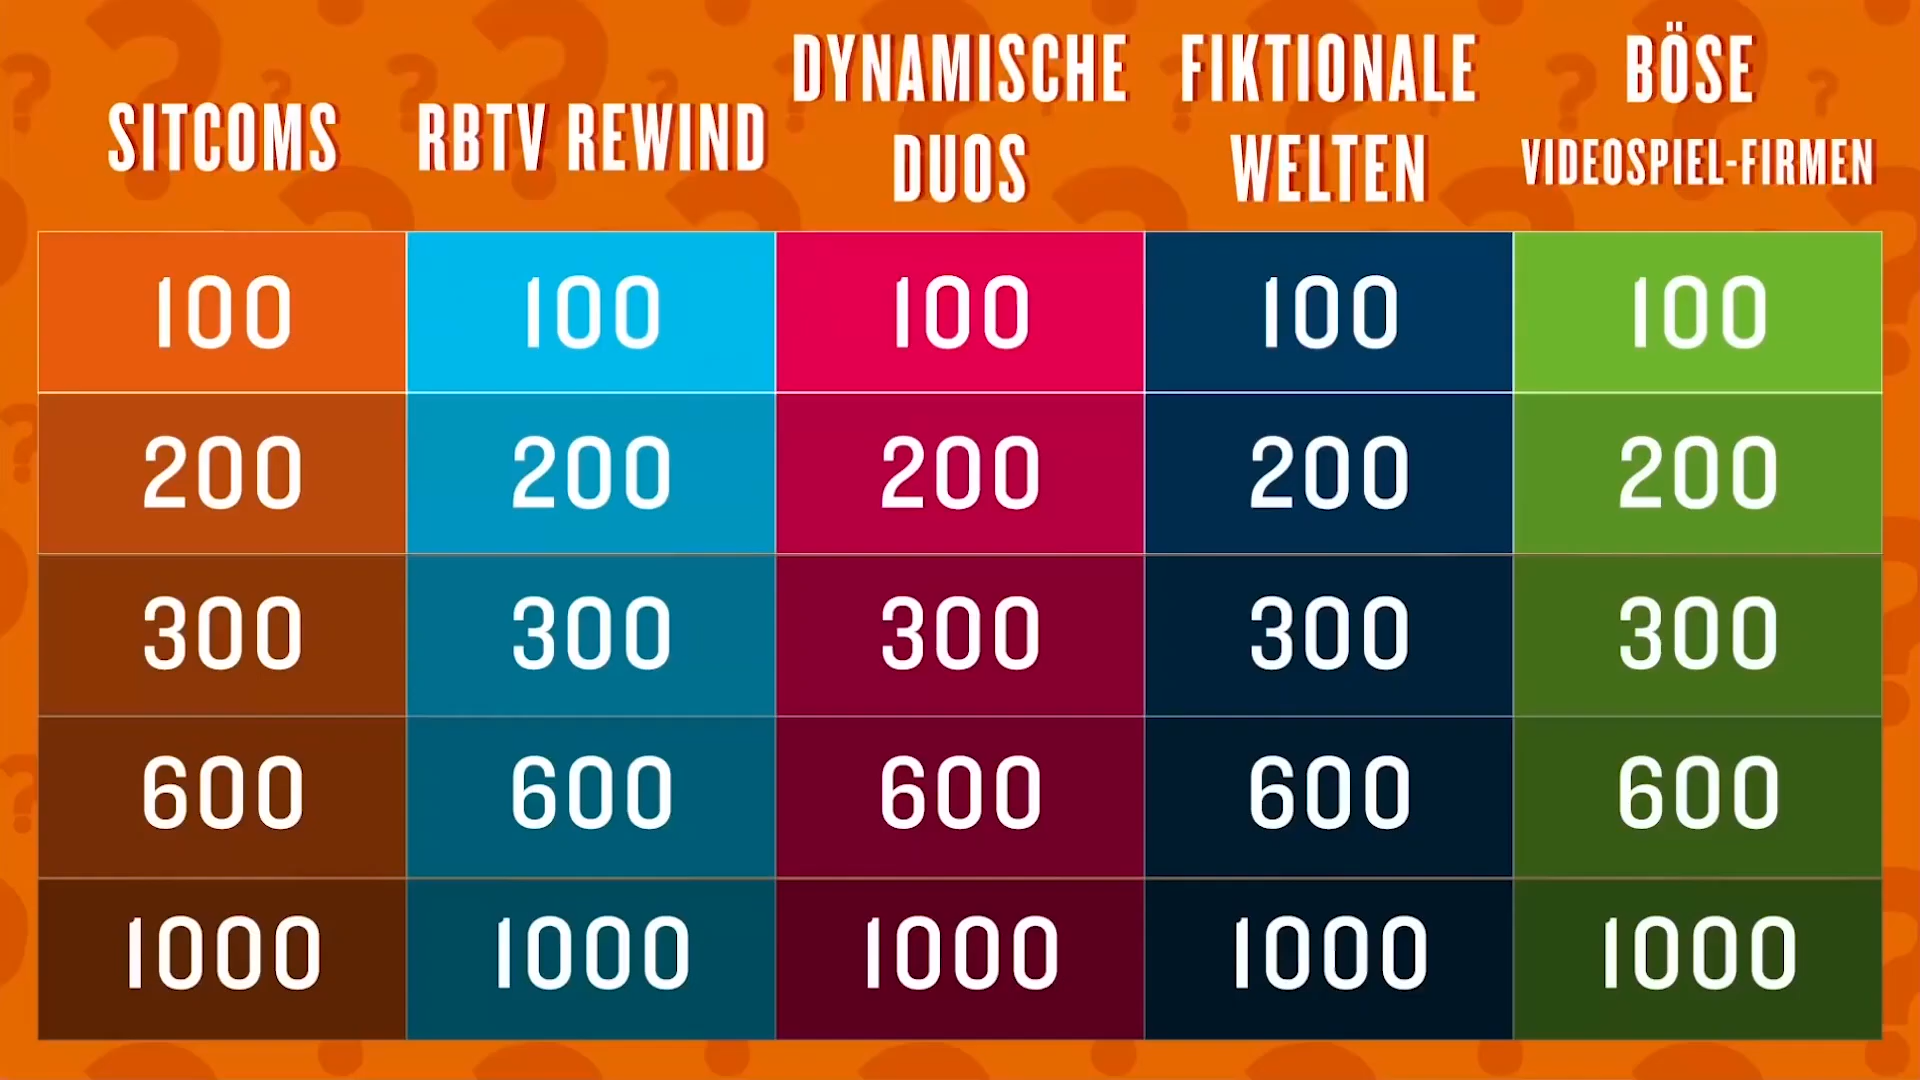 SITCOMS
RBTV REWIND
DYNAMISCHE
DUOS
FIKTIONALE
WELTEN
BÖSE
VIDEOSPIEL-FIRMEN
100 100 100 100 100
200 200 200 200 200
300 300 300 300 300
600 600 600 600 600
1000 1000 1000 1000 1000